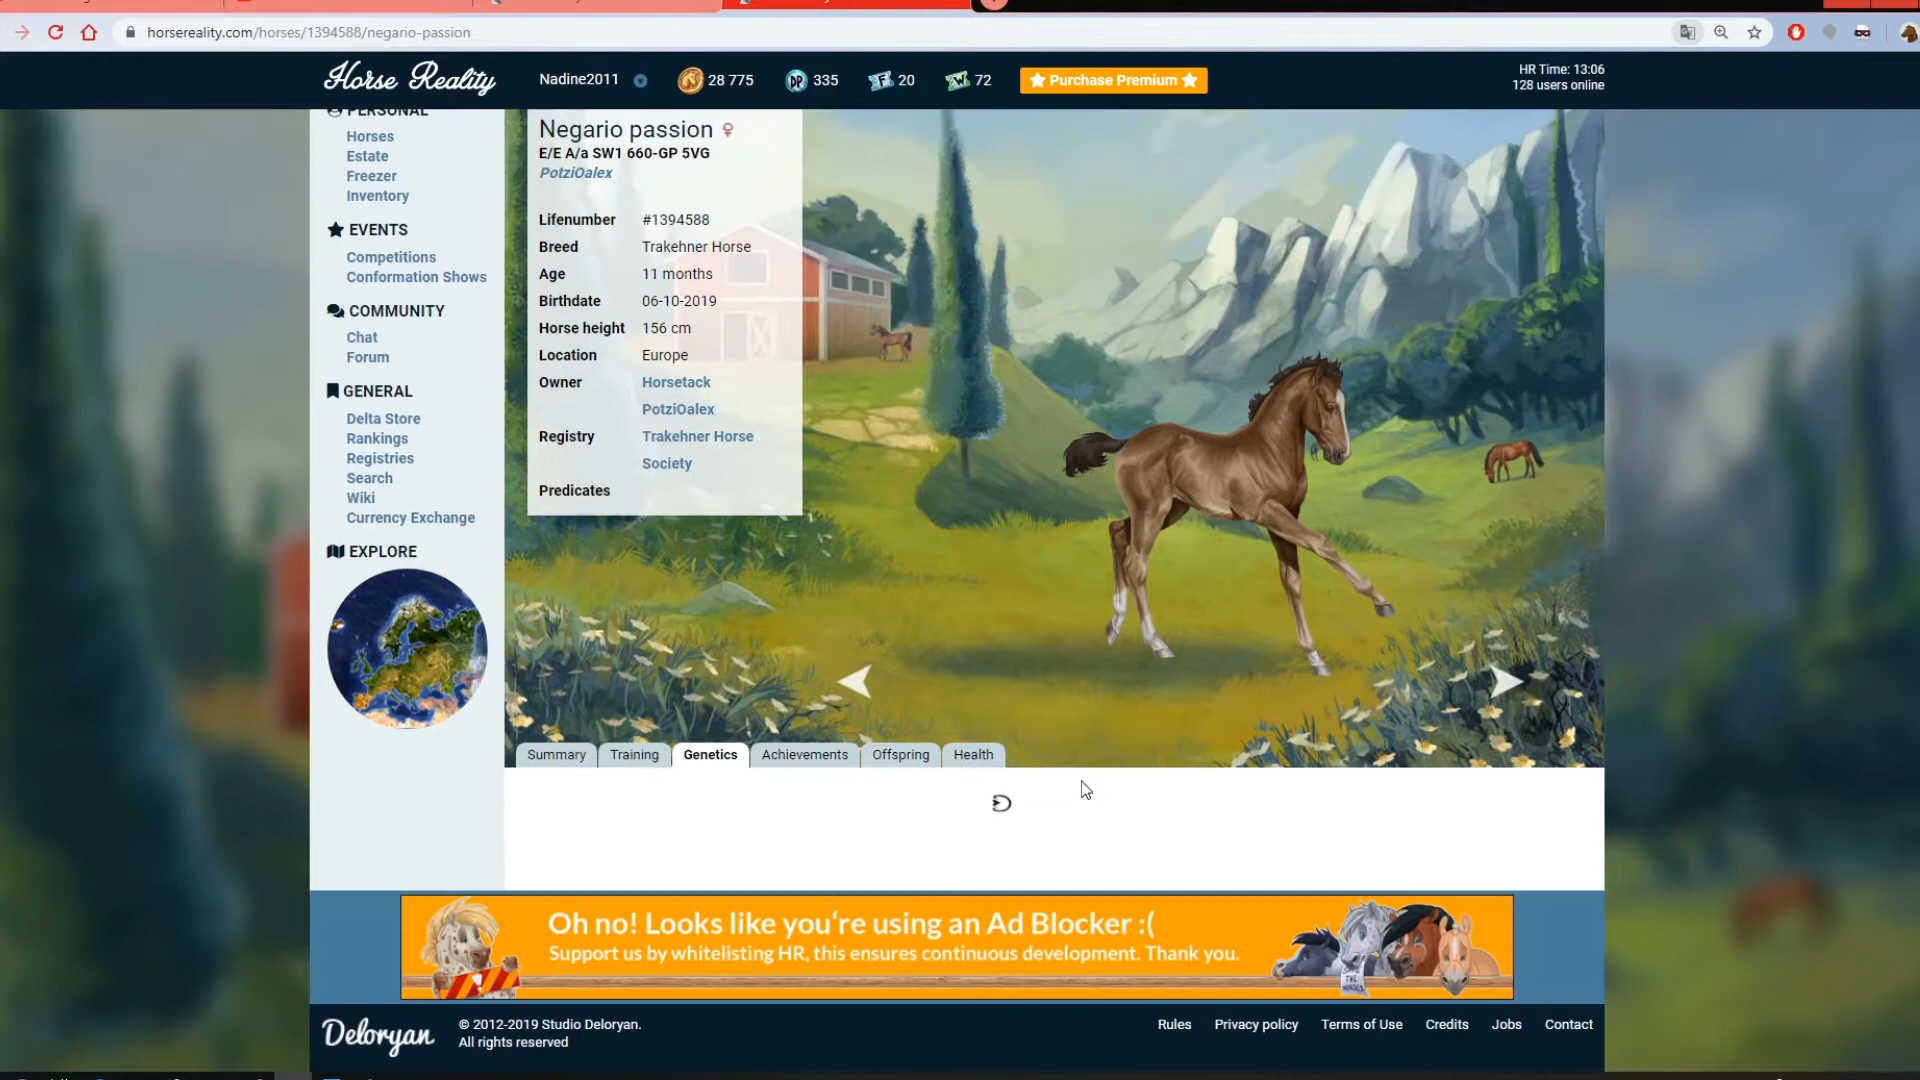 horsereality.com/horses/1394588/negario-passion
Horse Reality
Nadine2011
28 775
DP 335
F 20
W 72
Purchase Premium
HR Time: 13:06
128 users online
PERSONAL
Horses
Estate
Freezer
Inventory
EVENTS
Competitions
Conformation Shows
COMMUNITY
Chat
Forum
GENERAL
Delta Store
Rankings
Registries
Search
Wiki
Currency Exchange
EXPLORE
Negario passion ♀
E/E A/a SW1 660-GP 5VG
PotziOalex
Lifenumber #1394588
Breed Trakehner Horse
Age 11 months
Birthdate 06-10-2019
Horse height 156 cm
Location Europe
Owner Horsetack
PotziOalex
Registry Trakehner Horse
Society
Predicates
Summary Training Genetics Achievements Offspring Health
Oh no! Looks like you're using an Ad Blocker :(
Support us by whitelisting HR, this ensures continuous development. Thank you.
SAVE THE HORSES
Deloryan
© 2012-2019 Studio Deloryan.
All rights reserved
Rules Privacy policy Terms of Use Credits Jobs Contact